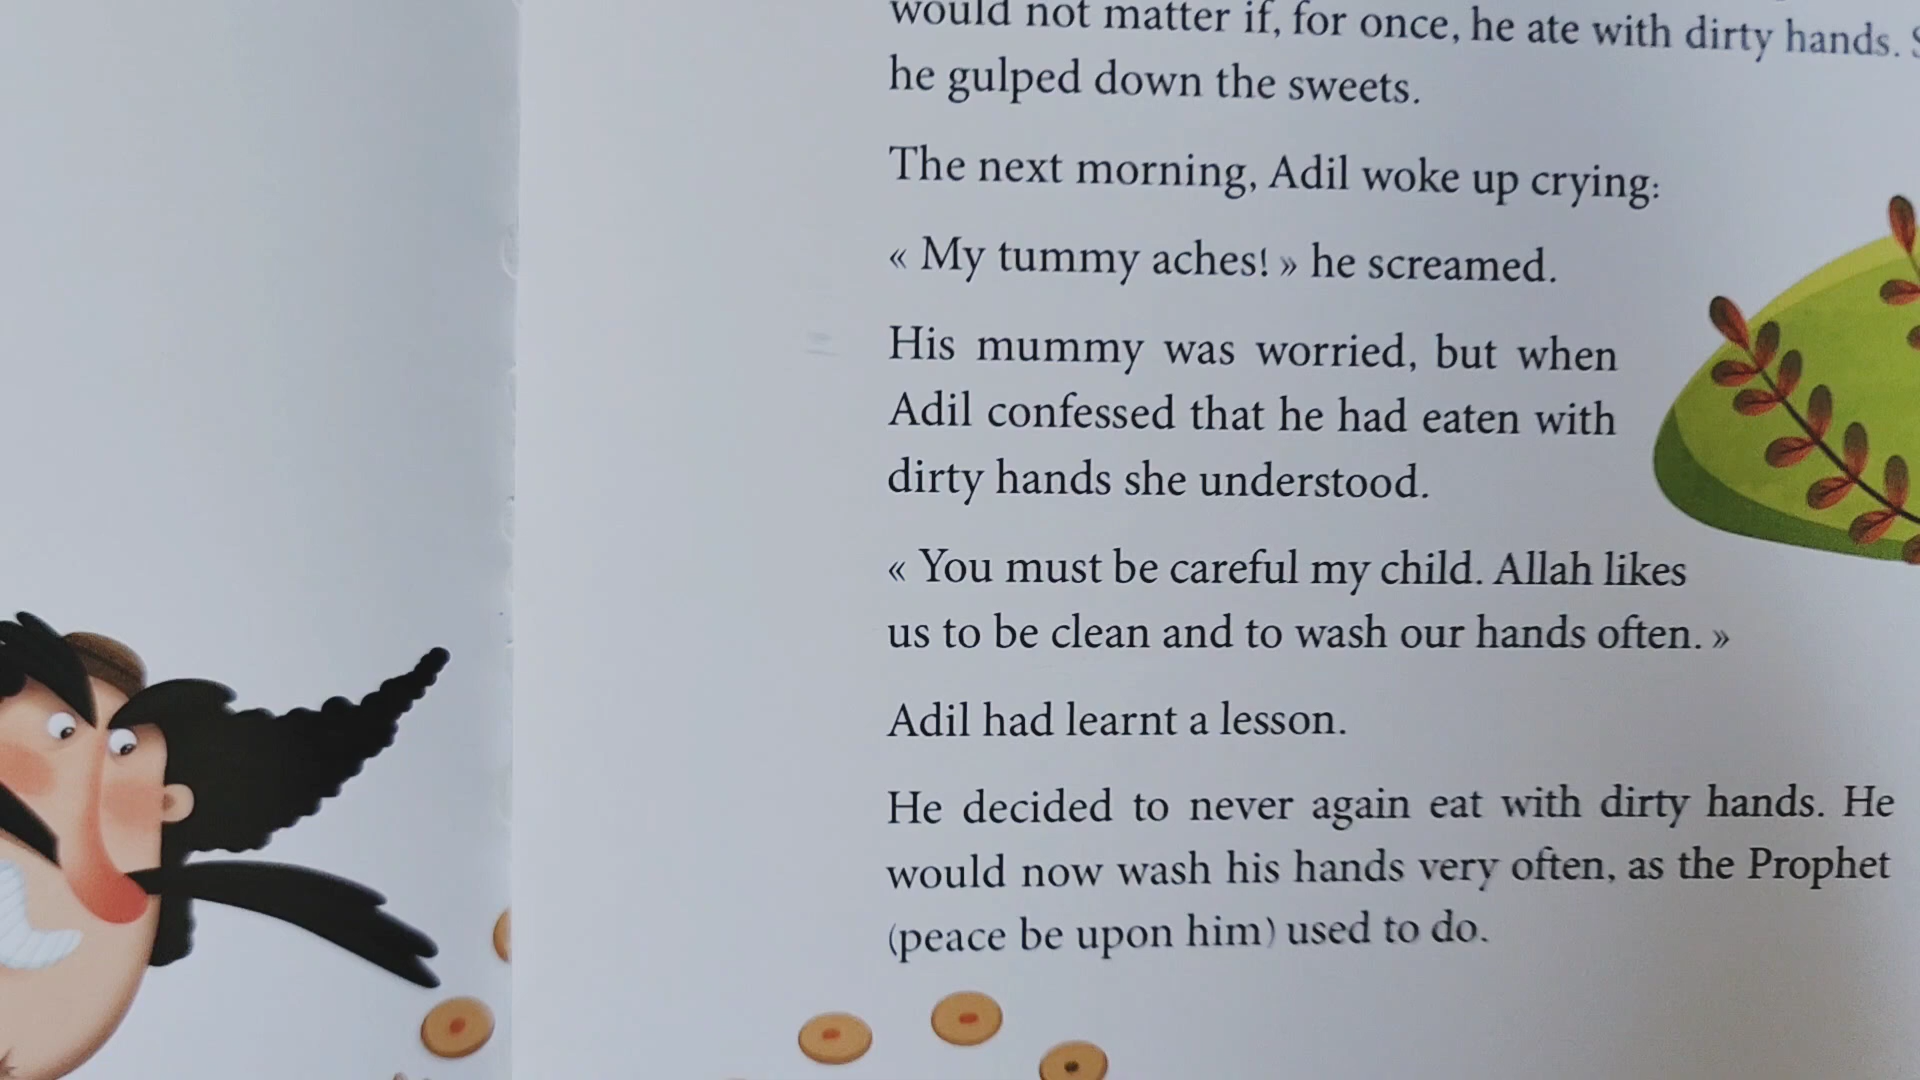 would not matter if, for once, he ate with dirty hands.
he gulped down the sweets.
The next morning, Adil woke up crying:
« My tummy aches! » he screamed.
His mummy was worried, but when
Adil confessed that he had eaten with
dirty hands she understood.
« You must be careful my child. Allah likes
us to be clean and to wash our hands often. »
Adil had learnt a lesson.
He decided to never again eat with dirty hands. He
would now wash his hands very often, as the Prophet
(peace be upon him) used to do.